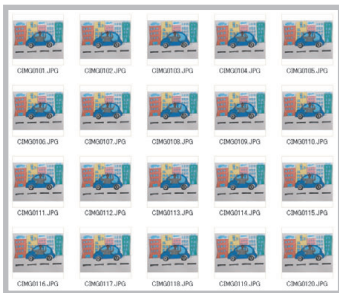 CIMG0101.JPG CIMG0102.JPG CIMG0103.JPG CIMG0104.JPG CIMG0105.JPG
CIMG0106.JPG CIMG0107.JPG CIMG0108.JPG CIMG0109.JPG CIMG0110.JPG
CIMG0111.JPG CIMG0112.JPG CIMG0113.JPG CIMG0114.JPG CIMG0115.JPG
CIMG0116.JPG CIMG0117.JPG CIMG0118.JPG CIMG0119.JPG CIMG0120.JPG